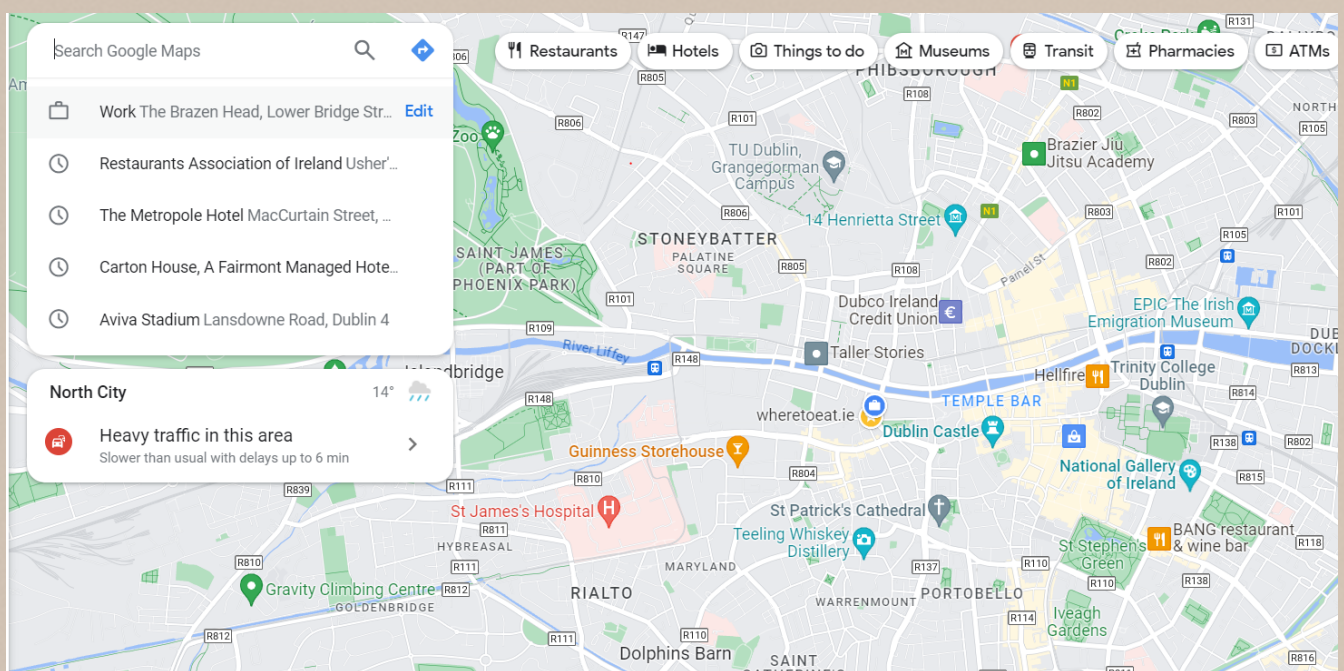 Search Google Maps
Work The Brazen Head, Lower Bridge Str... Edit
Restaurants Association of Ireland Usher'...
The Metropole Hotel MacCurtain Street, ...
Carton House, A Fairmont Managed Hote...
Aviva Stadium Lansdowne Road, Dublin 4
North City 14°
Heavy traffic in this area
Slower than usual with delays up to 6 min
Restaurants
Hotels
Things to do
Museums
Transit
Pharmacies
ATMs
R147
R131
PHIBSBOROUGH
R805
N1
R108
R802
NORTH
R803
R105
R806
R101
Zoo
TU Dublin,
Grangegorman
Campus
Brazier Jiu
Jitsu Academy
R806
14 Henrietta Street
N1
R803
R101
STONEYBATTER
PALATINE
SQUARE
R805
R108
R105
R802
SAINT JAMES'
(PART OF
PHOENIX PARK)
R101
Parnell St
Dubco Ireland
Credit Union
EPIC The Irish
Emigration Museum
R109
River Liffey
R148
Taller Stories
R813
Hellfire
Trinity College
Dublin
R814
R148
TEMPLE BAR
wheretoeat.ie
Dublin Castle
R138
R802
Guinness Storehouse
R810
R804
National Gallery
of Ireland
R815
R839
R111
St James's Hospital
St Patrick's Cathedral
R811
HYBREASAL
Teeling Whiskey
Distillery
BANG restaurant
& wine bar
R118
St Stephen's
Green
R810
R111
MARYLAND
R137
R110
R110
R138
Gravity Climbing Centre
R812
GOLDENBRIDGE
RIALTO
WARRENMOUNT
PORTOBELLO
R114
Iveagh
Gardens
R812
R111
R110
Dolphins Barn
SAINT
R816